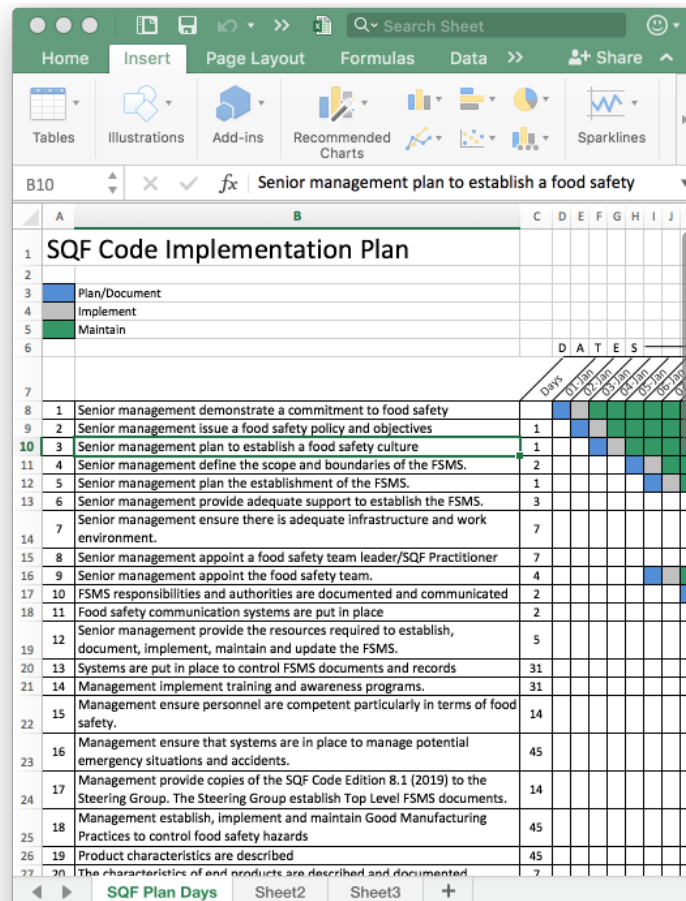 Search Sheet
Home Insert Page Layout Formulas Data >> Share
Tables Illustrations Add-ins Recommended Charts Sparklines
B10 fx Senior management plan to establish a food safety
A B C D E F G H I J
1 SQF Code Implementation Plan
2
3 Plan/Document
4 Implement
5 Maintain
6 D A T E S
7 Days 01-Jan 02-Jan 03-Jan 04-Jan 05-Jan 06-Jan
8 1 Senior management demonstrate a commitment to food safety
9 2 Senior management issue a food safety policy and objectives 1
10 3 Senior management plan to establish a food safety culture 1
11 4 Senior management define the scope and boundaries of the FSMS. 2
12 5 Senior management plan the establishment of the FSMS. 1
13 6 Senior management provide adequate support to establish the FSMS. 3
Senior management ensure there is adequate infrastructure and work
14 7 environment. 7
15 8 Senior management appoint a food safety team leader/SQF Practitioner 7
16 9 Senior management appoint the food safety team. 4
17 10 FSMS responsibilities and authorities are documented and communicated 2
18 11 Food safety communication systems are put in place 2
Senior management provide the resources required to establish,
19 12 document, implement, maintain and update the FSMS. 5
20 13 Systems are put in place to control FSMS documents and records 31
21 14 Management implement training and awareness programs. 31
Management ensure personnel are competent particularly in terms of food
22 15 safety. 14
Management ensure that systems are in place to manage potential
23 16 emergency situations and accidents. 45
Management provide copies of the SQF Code Edition 8.1 (2019) to the
24 17 Steering Group. The Steering Group establish Top Level FSMS documents. 14
Management establish, implement and maintain Good Manufacturing
25 18 Practices to control food safety hazards 45
26 19 Product characteristics are described 45
27 20 The characteristics of end products are described and documented 7
SQF Plan Days Sheet2 Sheet3 +